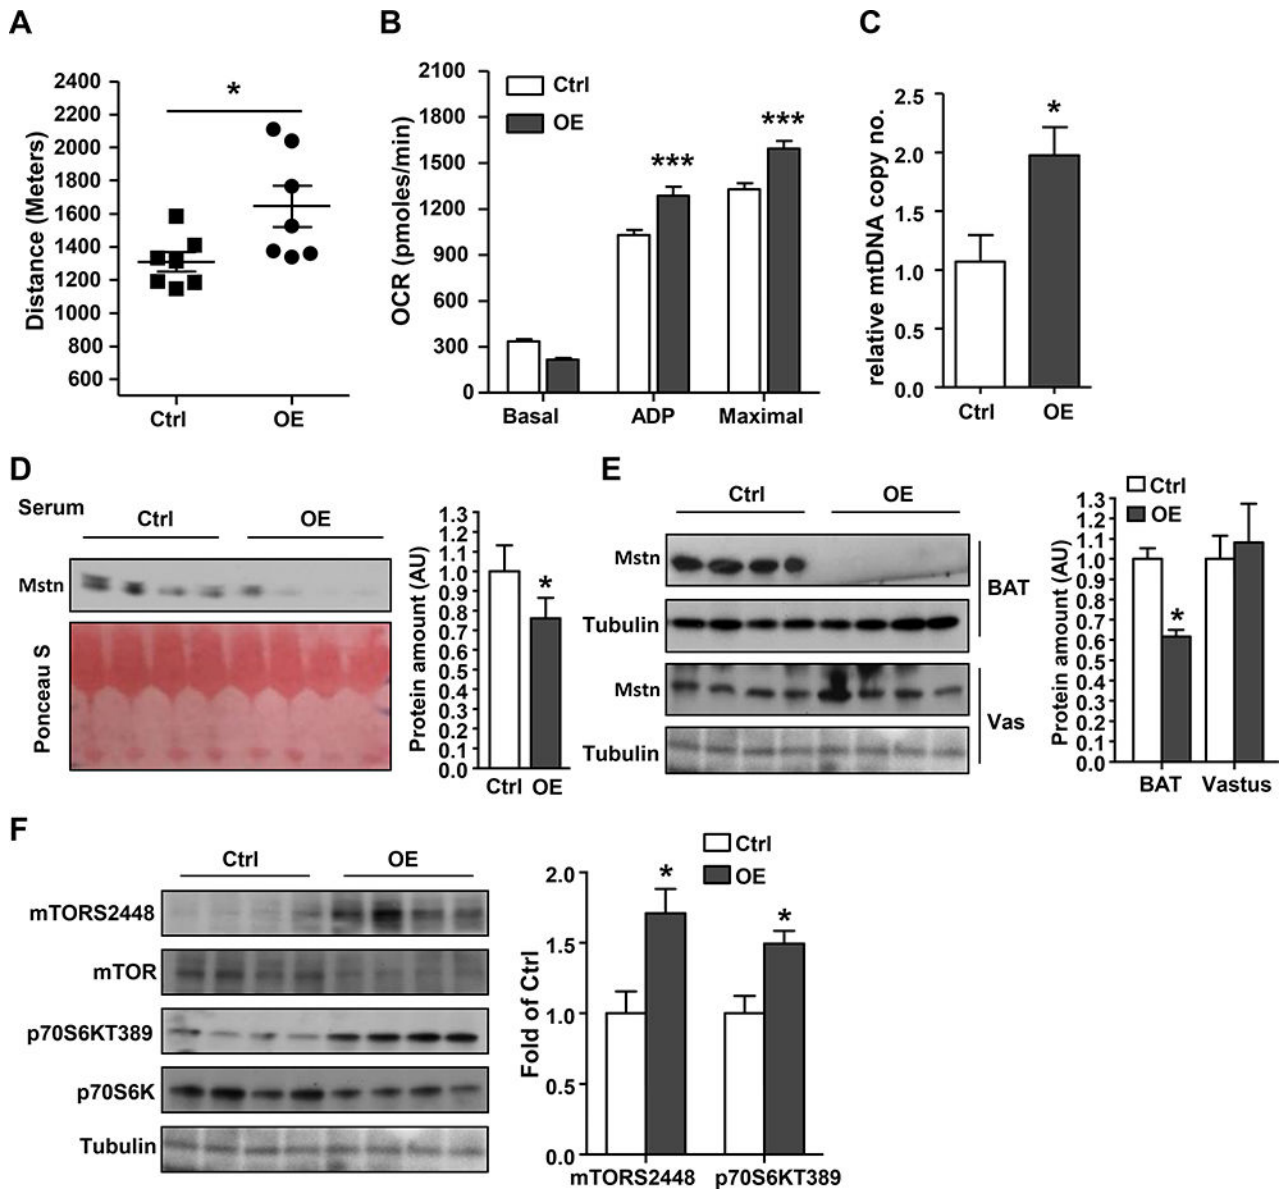 A
Distance (Meters)
2400
2200
2000
1800
1600
1400
1200
1000
800
600
*
Ctrl OE
B
OCR (pmoles/min)
2100
1800
1500
1200
900
600
300
0
Ctrl
OE
***
***
Basal ADP Maximal
C
relative mtDNA copy no.
2.5
2.0
1.5
1.0
0.5
0.0
*
Ctrl OE
D
Serum
Ctrl OE
Mstn
Ponceau S
Protein amount (AU)
1.3
1.2
1.1
1.0
0.9
0.8
0.7
0.6
0.5
0.4
0.3
0.2
0.1
0.0
*
Ctrl OE
E
Ctrl OE
Mstn
Tubulin
BAT
Mstn
Tubulin
Vas
Ctrl
OE
Protein amount (AU)
1.3
1.2
1.1
1.0
0.9
0.8
0.7
0.6
0.5
0.4
0.3
0.2
0.1
0.0
*
BAT Vastus
F
Ctrl OE
mTORS2448
mTOR
p70S6KT389
p70S6K
Tubulin
Ctrl
OE
Fold of Ctrl
2.0
1.5
1.0
0.5
0.0
*
*
mTORS2448 p70S6KT389